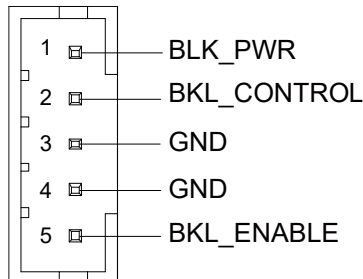 1 BLK_PWR
2 BKL_CONTROL
3 GND
4 GND
5 BKL_ENABLE